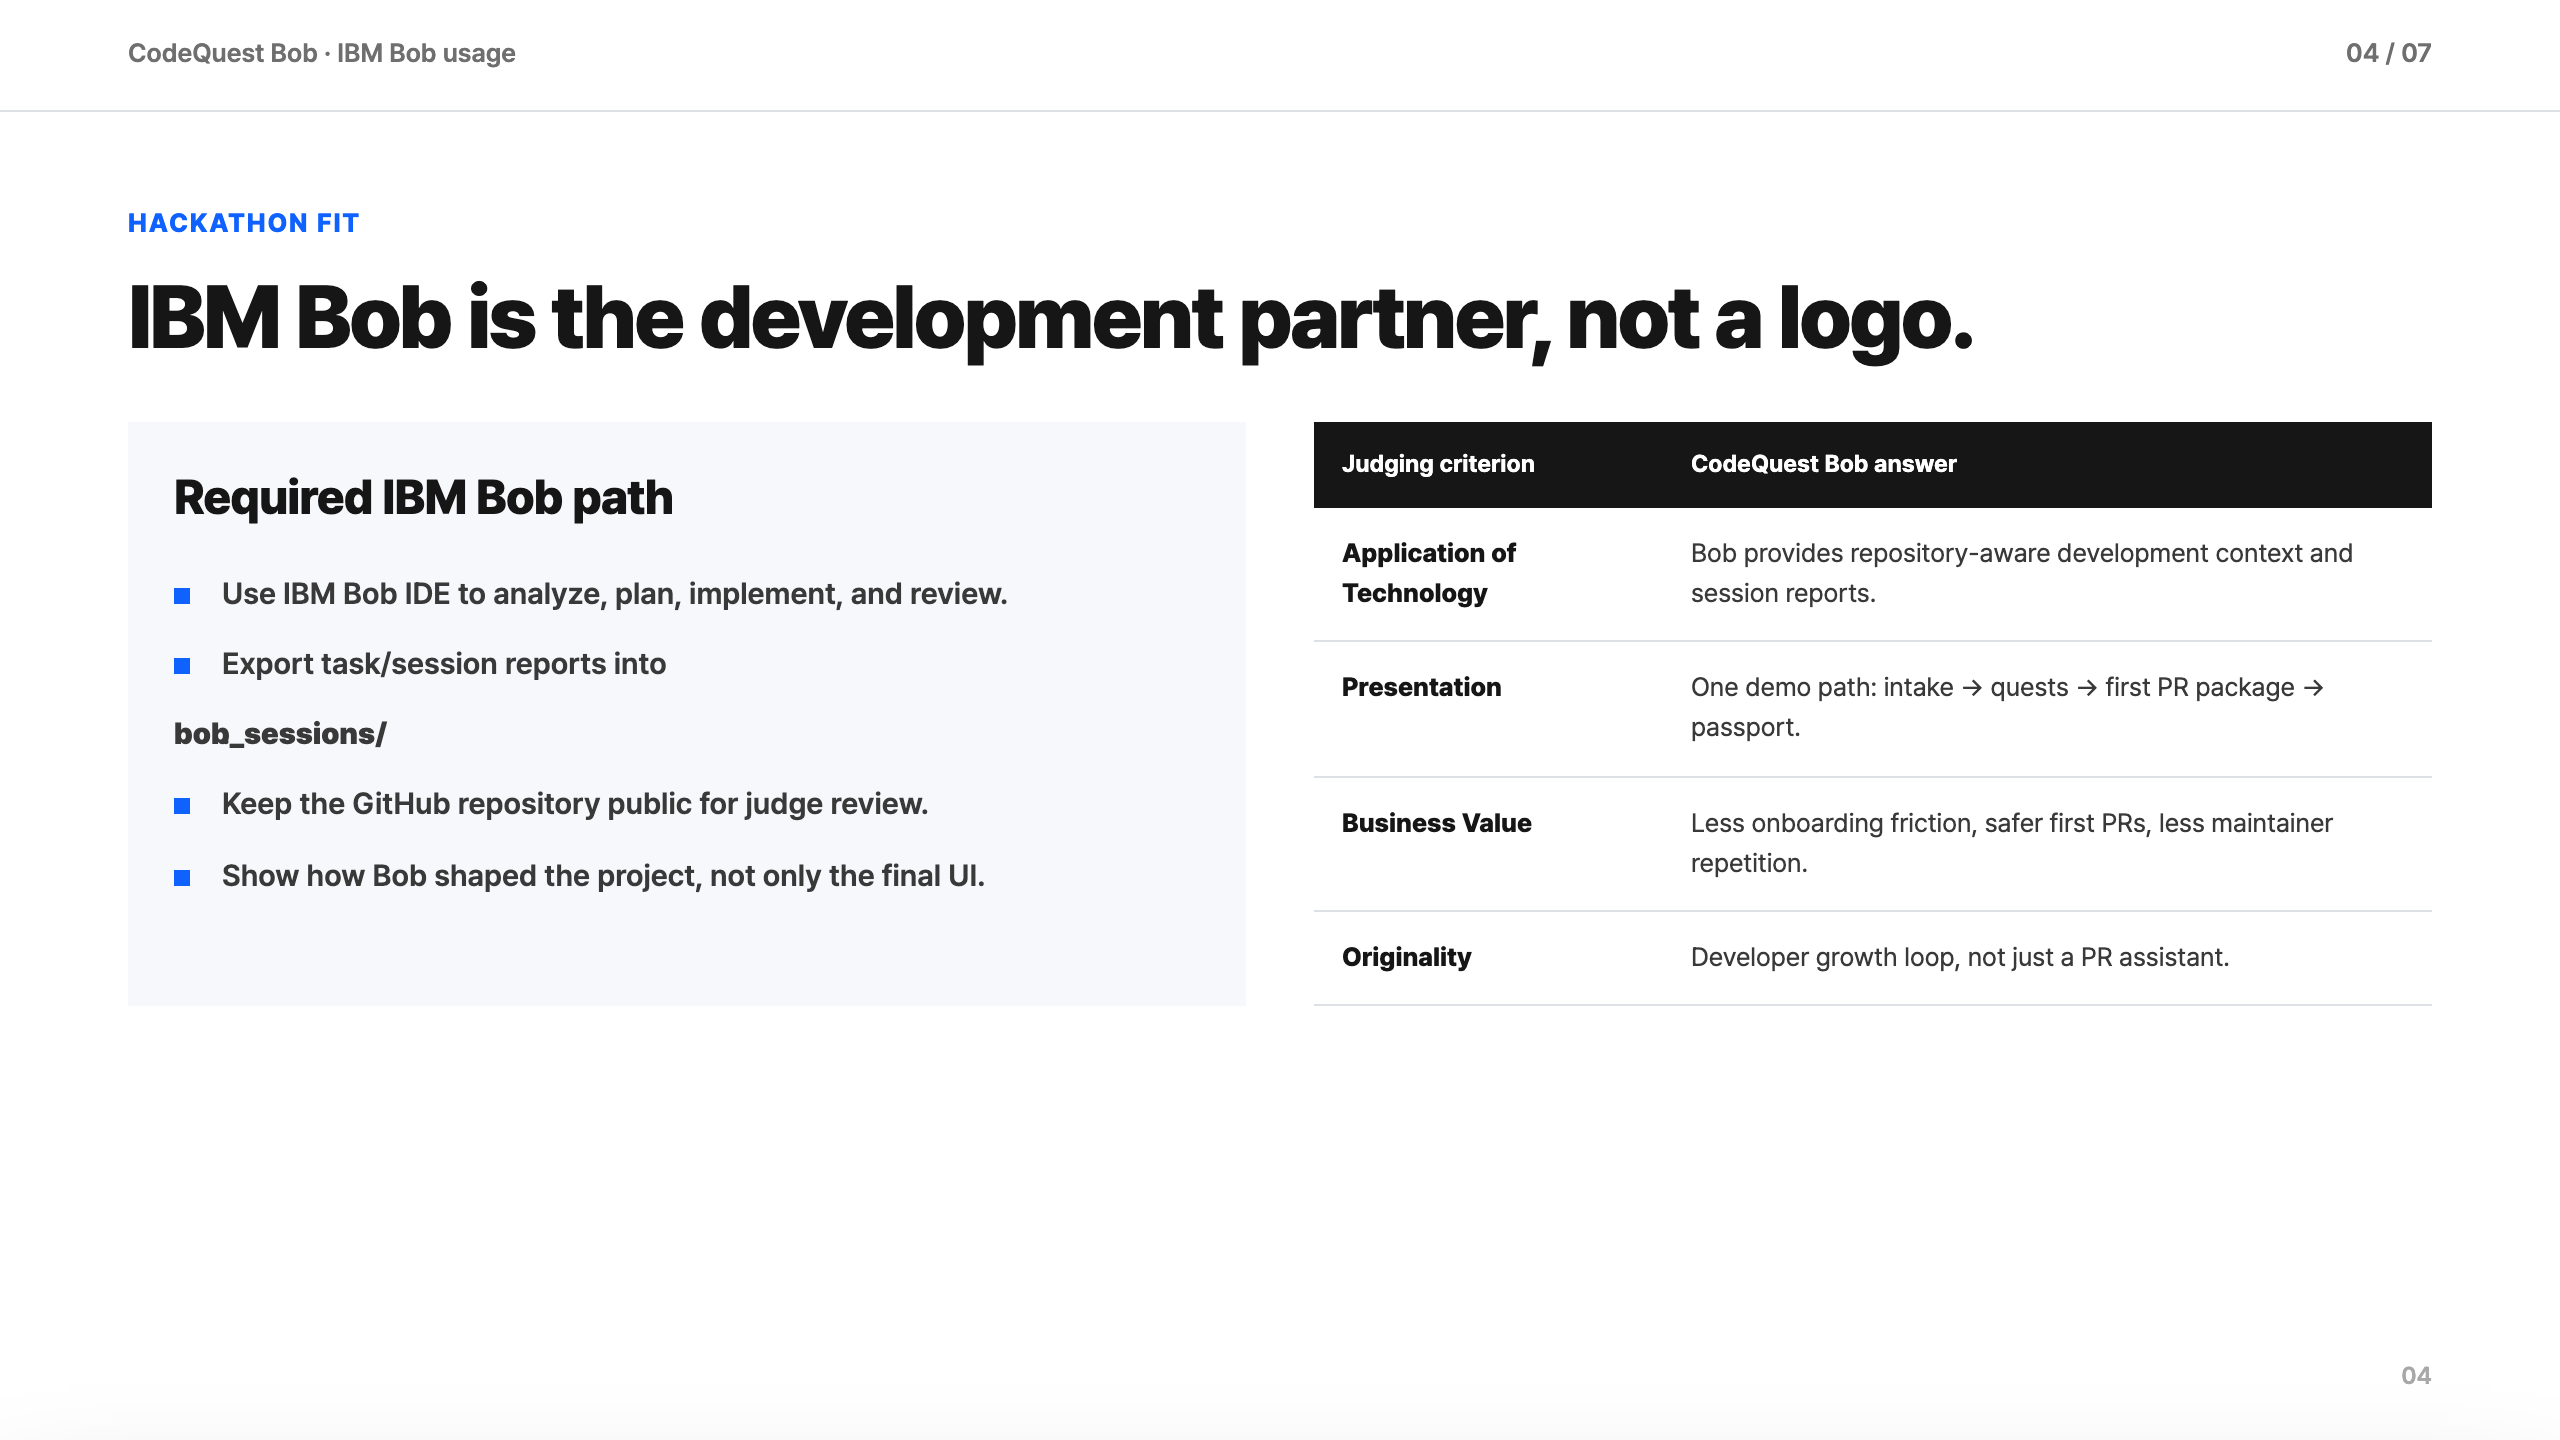 CodeQuest Bob · IBM Bob usage
04 / 07
HACKATHON FIT
IBM Bob is the development partner, not a logo.
Required IBM Bob path
Use IBM Bob IDE to analyze, plan, implement, and review.
Export task/session reports into
bob_sessions/
Keep the GitHub repository public for judge review.
Show how Bob shaped the project, not only the final UI.
Judging criterion
CodeQuest Bob answer
Application of
Technology
Bob provides repository-aware development context and
session reports.
Presentation
One demo path: intake → quests → first PR package →
passport.
Business Value
Less onboarding friction, safer first PRs, less maintainer
repetition.
Originality
Developer growth loop, not just a PR assistant.
04